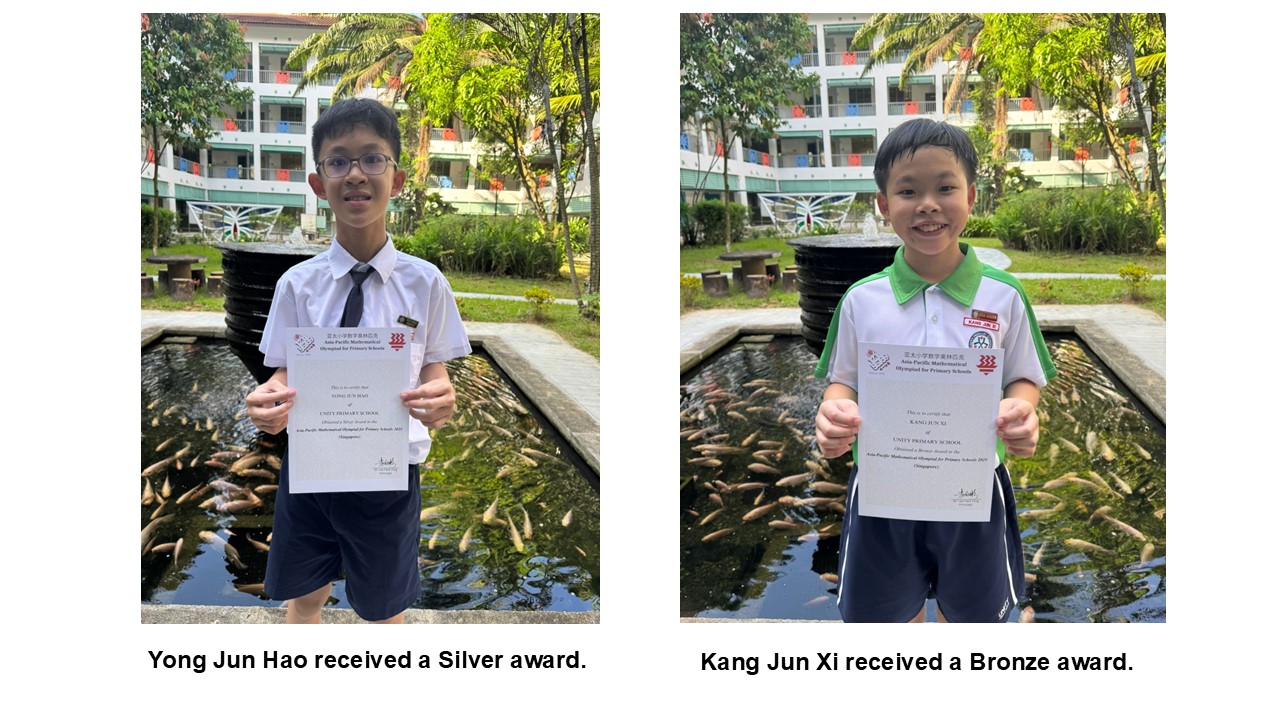 亚太小学数学奥林匹克
Asia-Pacific Mathematical
Olympiad for Primary Schools
This is to certify that
YONG JUN HAO
of
UNITY PRIMARY SCHOOL
Obtained a Silver Award in the
Asia-Pacific Mathematical Olympiad for Primary Schools 2025
(Singapore)
Yong Jun Hao received a Silver award.
KANG JUN XI
亚太小学数学奥林匹克
Asia-Pacific Mathematical
Olympiad for Primary Schools
This is to certify that
KANG JUN XI
of
UNITY PRIMARY SCHOOL
Obtained a Bronze Award in the
Asia-Pacific Mathematical Olympiad for Primary Schools 2025
(Singapore)
Kang Jun Xi received a Bronze award.